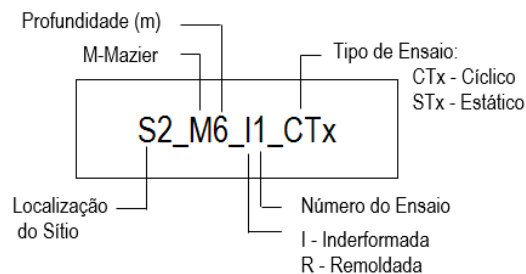 Profundidade (m)
M-Mazier
Tipo de Ensaio:
CTx - Cíclico
STx - Estático
S2_M6_I1_CTx
Localização
do Sítio
Número do Ensaio
I - Inderformada
R - Remoldada